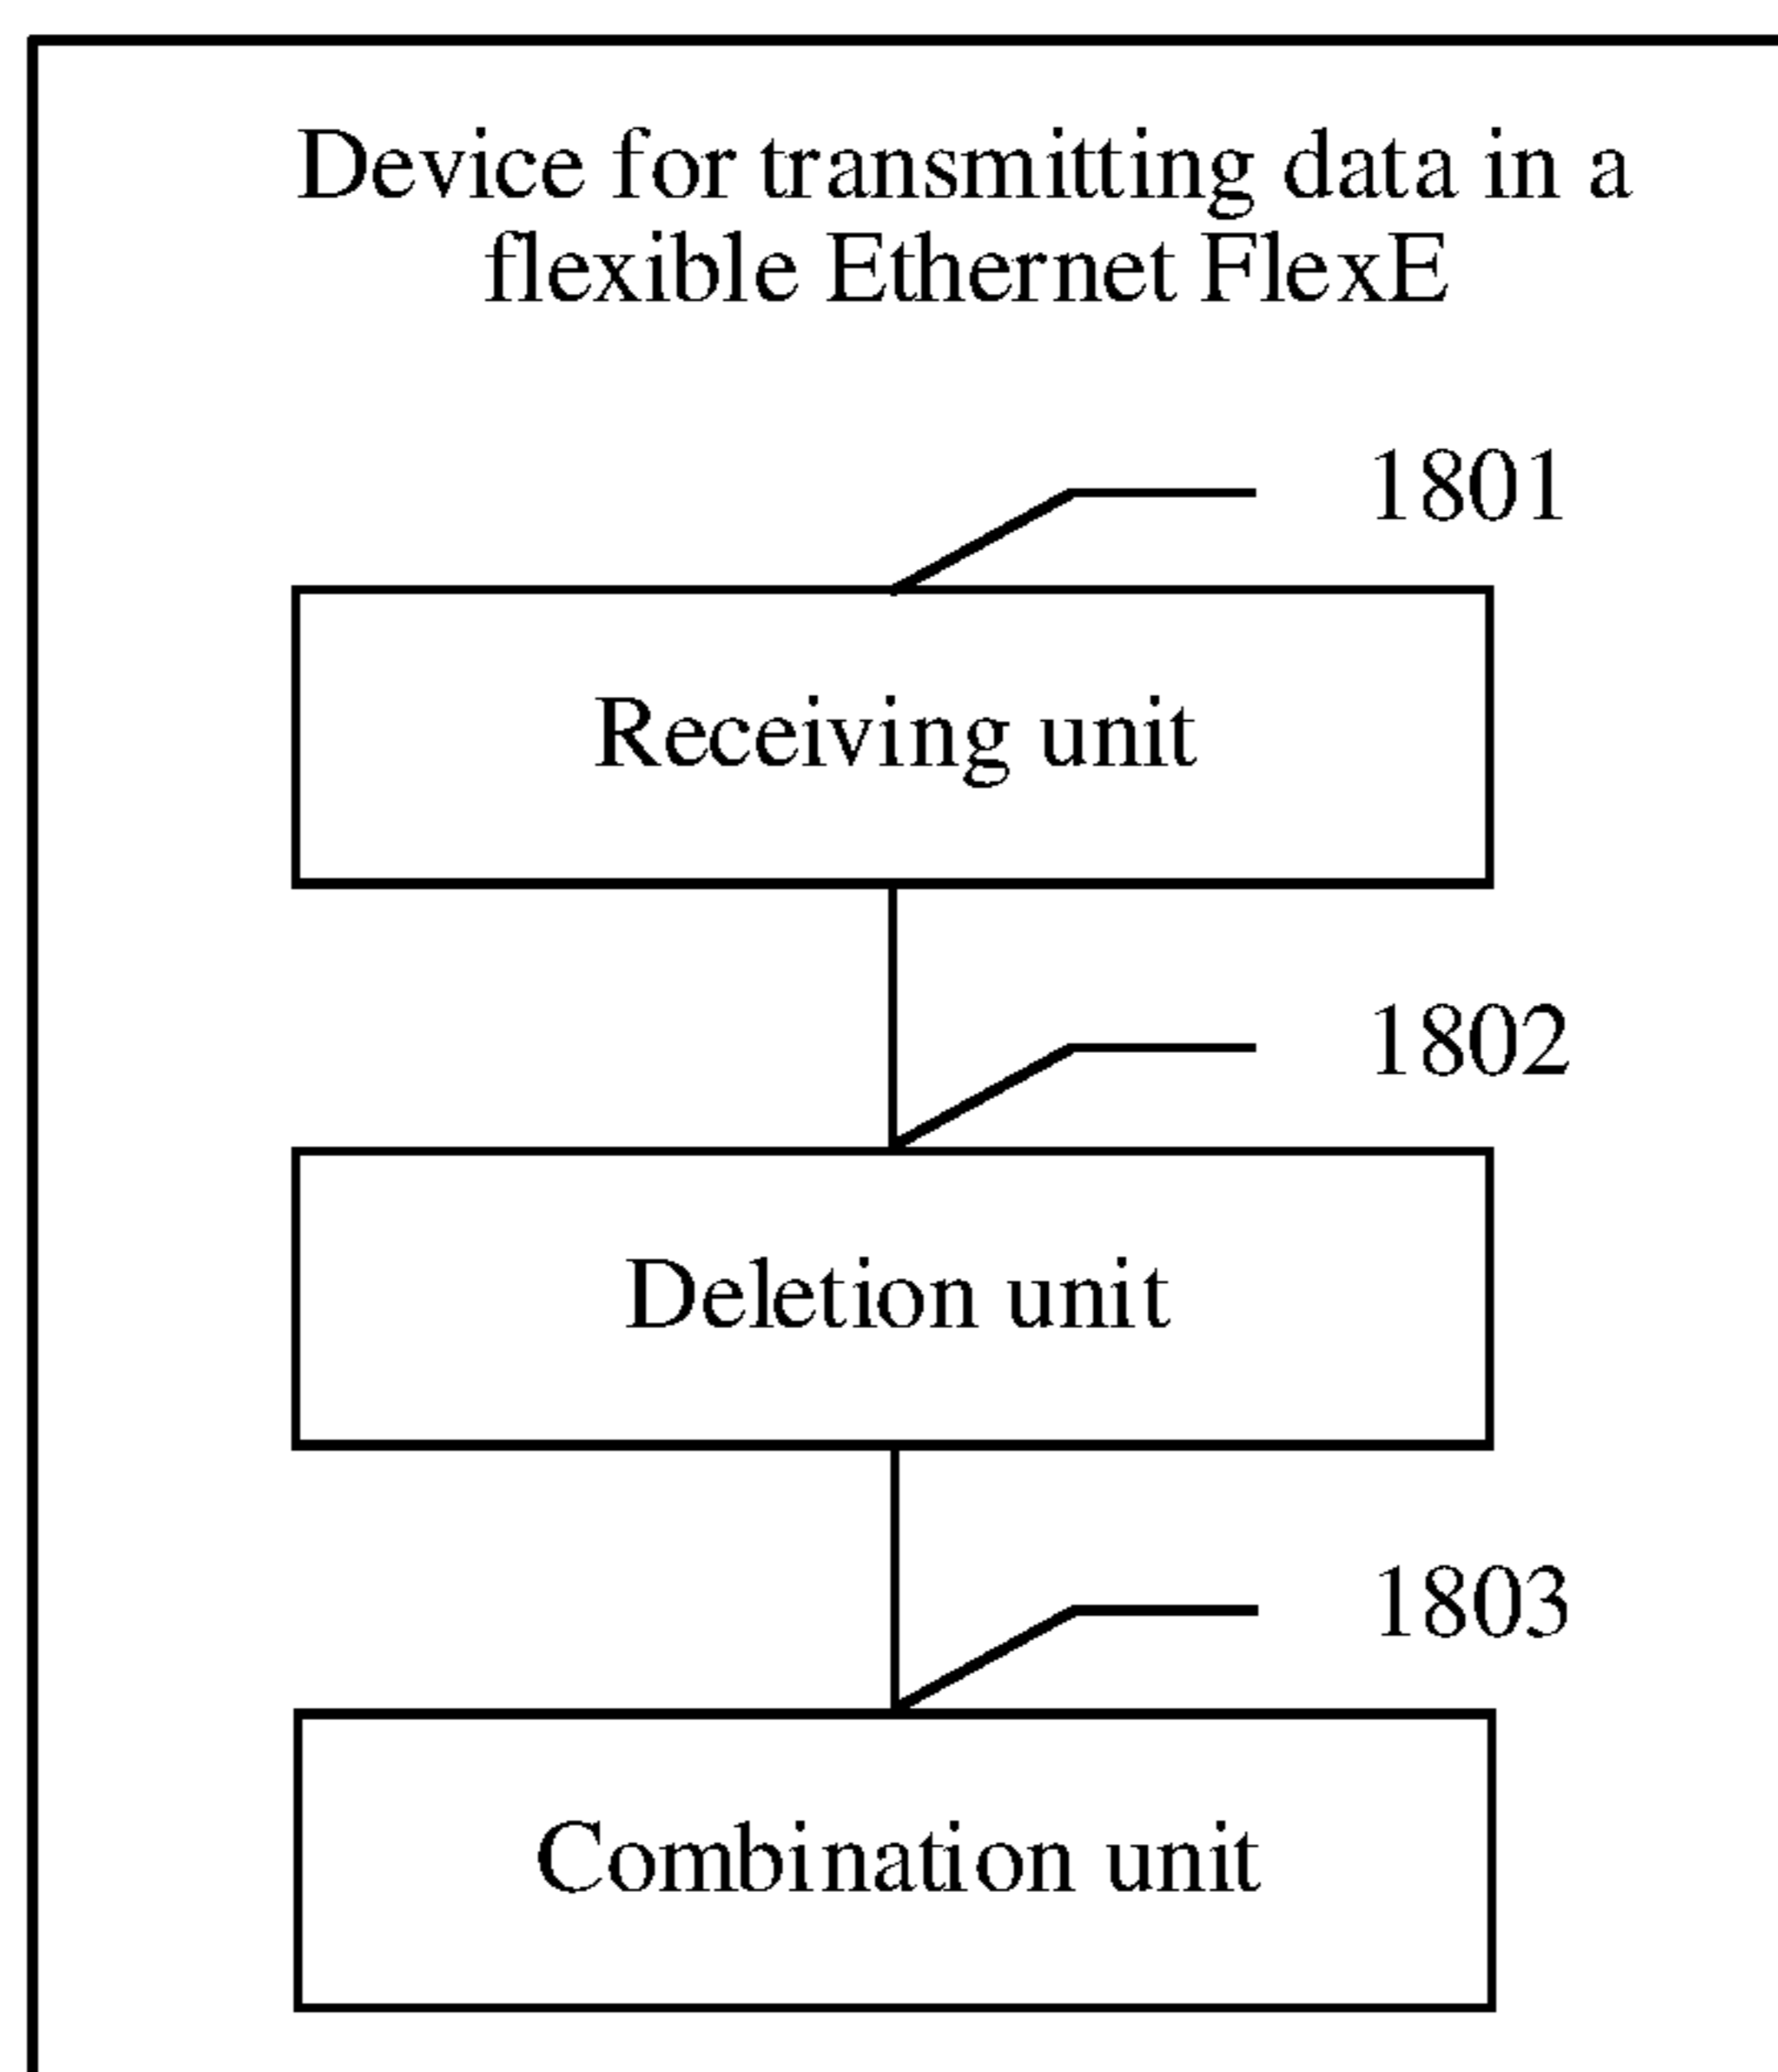 Device for transmitting data in a
flexible Ethernet FlexE
1801
Receiving unit
1802
Deletion unit
1803
Combination unit